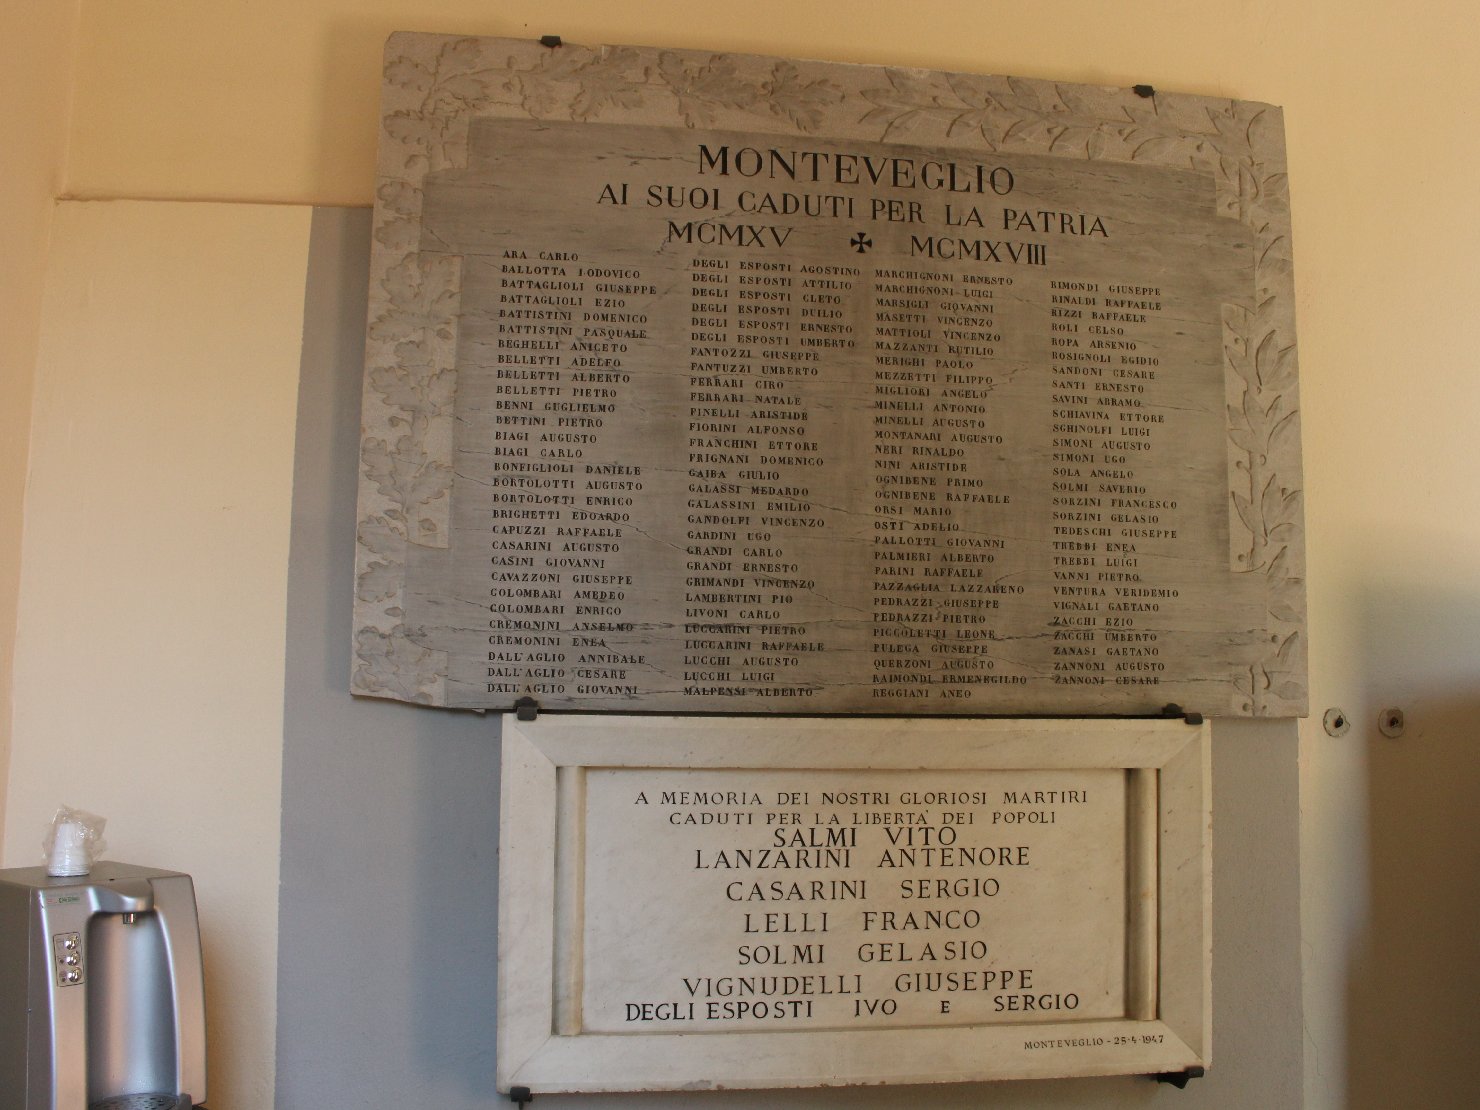 MONTEVEGLIO
AI SUOI CADUTI PER LA PATRIA
MCMXV ✠ MCMXVIII
ARA CARLO
BALLOTTA LODOVICO
BATTAGLIOLI GIUSEPPE
BATTAGLIOLI EZIO
BATTISTINI DOMENICO
BATTISTINI PASQUALE
BEGHELLI ANICETO
BELLETTI ADELFO
BELLETTI ALBERTO
BELLETTI PIETRO
BENNI GUGLIELMO
BETTINI PIETRO
BIAGI AUGUSTO
BIAGI CARLO
BONFIGLIOLI DANIELE
BORTOLOTTI AUGUSTO
BORTOLOTTI ENRICO
BRIGHETTI EDOARDO
CAPUZZI RAFFAELE
CASARINI AUGUSTO
CASINI GIOVANNI
CAVAZZONI GIUSEPPE
COLOMBARI AMEDEO
COLOMBARI ENRICO
CREMONINI ANSELMO
CREMONINI ENEA
DALL'AGLIO ANNIBALE
DALL'AGLIO CESARE
DALL'AGLIO GIOVANNI
DEGLI ESPOSTI AGOSTINO
DEGLI ESPOSTI ATTILIO
DEGLI ESPOSTI CLETO
DEGLI ESPOSTI DUILIO
DEGLI ESPOSTI ERNESTO
DEGLI ESPOSTI UMBERTO
FANTOZZI GIUSEPPE
FANTUZZI UMBERTO
FERRARI CIRO
FERRARI NATALE
FINELLI ARISTIDE
FIORINI ALFONSO
FRANCHINI ETTORE
FRIGNANI DOMENICO
GAIBA GIULIO
GALASSI MEDARDO
GALASSINI EMILIO
GANDOLFI VINCENZO
GARDINI UGO
GRANDI CARLO
GRANDI ERNESTO
GRIMANDI VINCENZO
LAMBERTINI PIO
LIVONI CARLO
LUCCARINI PIETRO
LUCCARINI RAFFAELE
LUCCHI AUGUSTO
LUCCHI LUIGI
MALPENSI ALBERTO
MARCHIGNONI ERNESTO
MARCHIGNONI LUIGI
MARSIGLI GIOVANNI
MASETTI VINCENZO
MATTIOLI VINCENZO
MAZZANTI RUTILIO
MERIGHI PAOLO
MEZZETTI FILIPPO
MIGLIORI ANGELO
MINELLI ANTONIO
MINELLI AUGUSTO
MONTANARI AUGUSTO
NERI RINALDO
NINI ARISTIDE
OGNIBENE PRIMO
OGNIBENE RAFFAELE
ORSI MARIO
OSTI ADELIO
PALLOTTI GIOVANNI
PALMIERI ALBERTO
PARINI RAFFAELE
PAZZAGLIA LAZZARENO
PEDRAZZI GIUSEPPE
PEDRAZZI PIETRO
PICCOLETTI LEONE
PULEGA GIUSEPPE
QUERZONI AUGUSTO
RAIMONDI ERMENEGILDO
REGGIANI ANEO
RIMONDI GIUSEPPE
RINALDI RAFFAELE
RIZZI RAFFAELE
ROLI CELSO
ROPA ARSENIO
ROSIGNOLI EGIDIO
SANDONI CESARE
SANTI ERNESTO
SAVINI ABRAMO
SCHIAVINA ETTORE
SGHINOLFI LUIGI
SIMONI AUGUSTO
SIMONI UGO
SOLA ANGELO
SOLMI SAVERIO
SORZINI FRANCESCO
SORZINI GELASIO
TEDESCHI GIUSEPPE
TREBBI ENEA
TREBBI LUIGI
VANNI PIETRO
VENTURA VERIDEMIO
VIGNALI GAETANO
ZACCHI EZIO
ZACCHI UMBERTO
ZANASI GAETANO
ZANNONI AUGUSTO
ZANNONI CESARE
A MEMORIA DEI NOSTRI GLORIOSI MARTIRI
CADUTI PER LA LIBERTA' DEI POPOLI
SALMI VITO
LANZARINI ANTENORE
CASARINI SERGIO
LELLI FRANCO
SOLMI GELASIO
VIGNUDELLI GIUSEPPE
DEGLI ESPOSTI IVO E SERGIO
MONTEVEGLIO - 25·4·1947